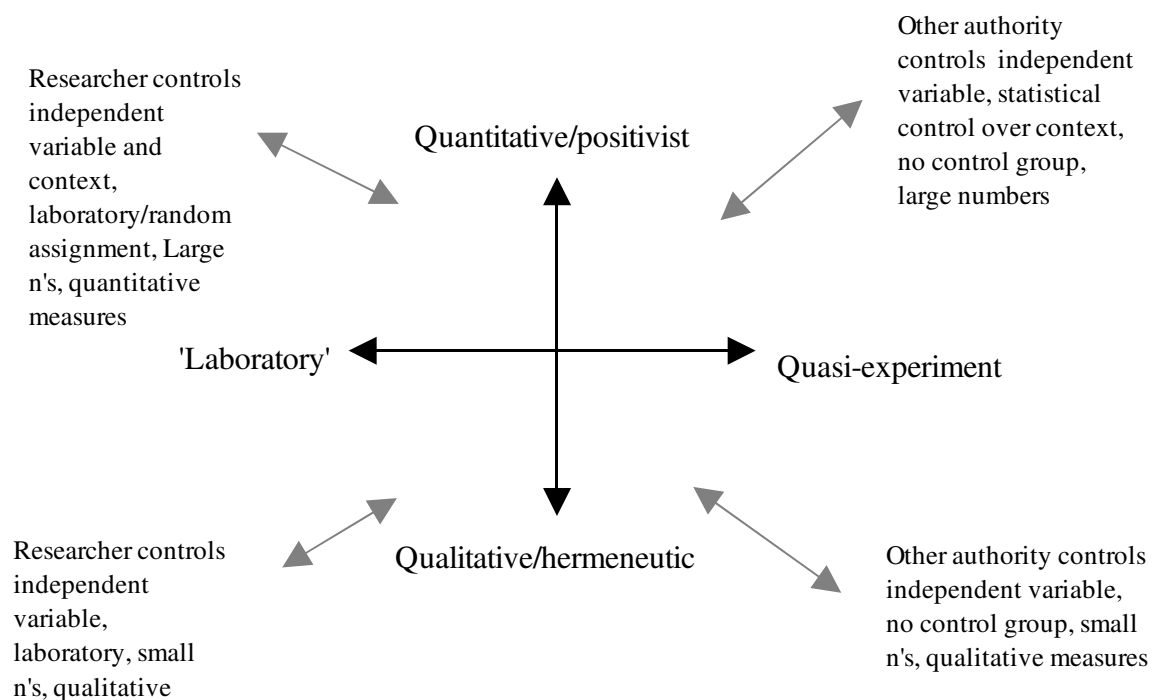 Other authority
controls independent
variable, statistical
control over context,
no control group,
large numbers
Researcher controls
independent
variable and
context,
laboratory/random
assignment, Large
n's, quantitative
measures
Quantitative/positivist
'Laboratory'
Quasi-experiment
Qualitative/hermeneutic
Researcher controls
independent
variable,
laboratory, small
n's, qualitative
Other authority controls
independent variable,
no control group, small
n's, qualitative measures